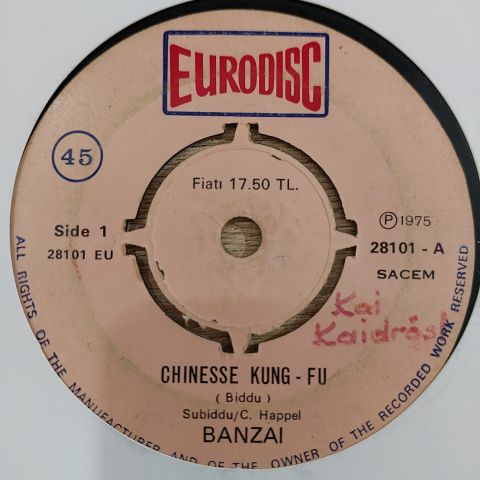 EURODISC
45
Fiatı 17.50 TL.
Side 1
28101 EU
℗ 1975
28101 - A
SACEM
Kai
Kaidrós!
CHINESSE KUNG - FU
( Biddu )
Subiddu/C. Happel
BANZAI
ALL RIGHTS OF THE MANUFACTURER AND OF THE OWNER OF THE RECORDED WORK RESERVED